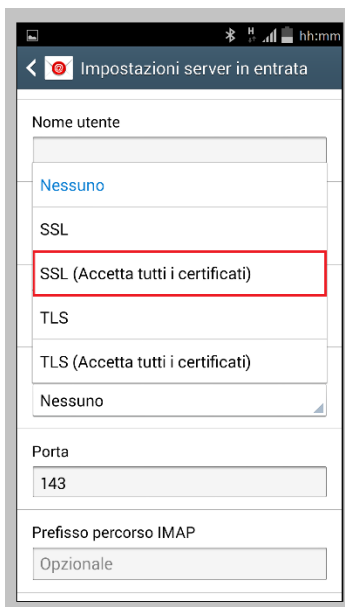 H hh:mm
Impostazioni server in entrata
Nome utente
Nessuno
SSL
SSL (Accetta tutti i certificati)
TLS
TLS (Accetta tutti i certificati)
Nessuno
Porta
143
Prefisso percorso IMAP
Opzionale